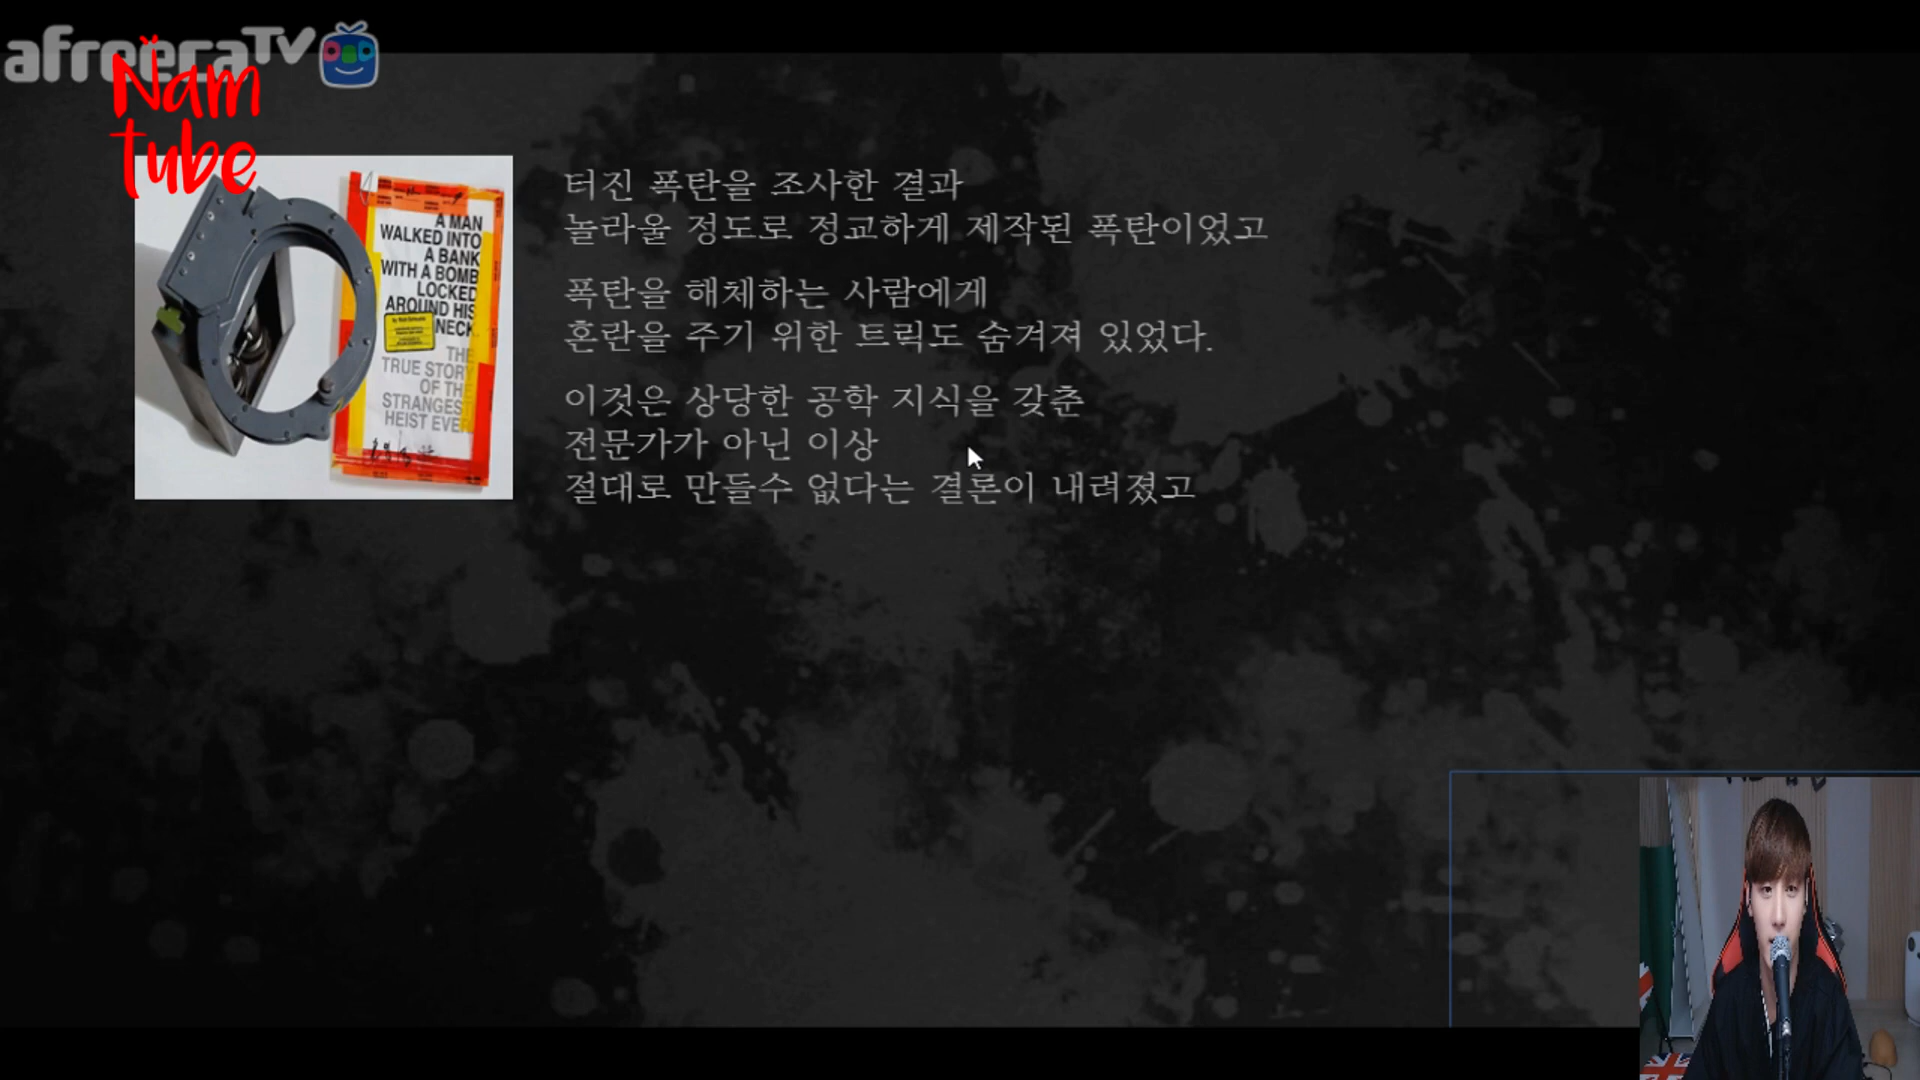 afreecaTV
Nam
tube
A MAN
WALKED INTO
A BANK
WITH A BOMB
LOCKED
AROUND HIS
NECK
THE
TRUE STORY
OF THE
STRANGEST
HEIST EVER
터진 폭탄을 조사한 결과
놀라울 정도로 정교하게 제작된 폭탄이었고
폭탄을 해체하는 사람에게
혼란을 주기 위한 트릭도 숨겨져 있었다.
이것은 상당한 공학 지식을 갖춘
전문가가 아닌 이상
절대로 만들수 없다는 결론이 내려졌고